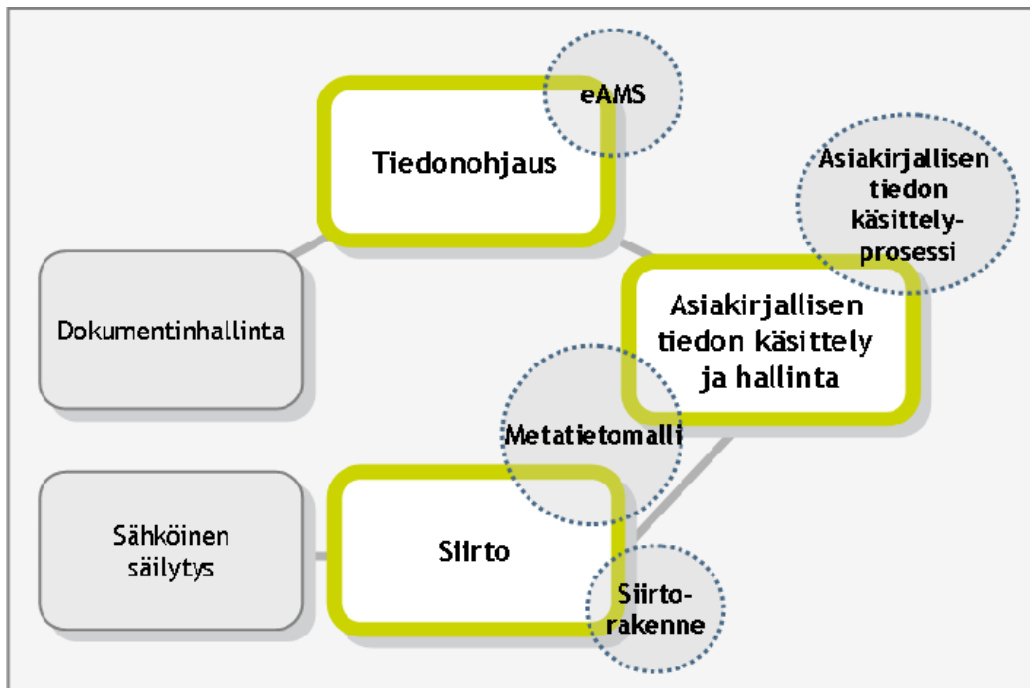 eAMS
Tiedonohjaus
Asiakirjallisen
tiedon
käsittely-
prosessi
Dokumentinhallinta
Asiakirjallisen
tiedon käsittely
ja hallinta
Metatietomalli
Sähköinen
säilytys
Siirto
Siirto-
rakenne